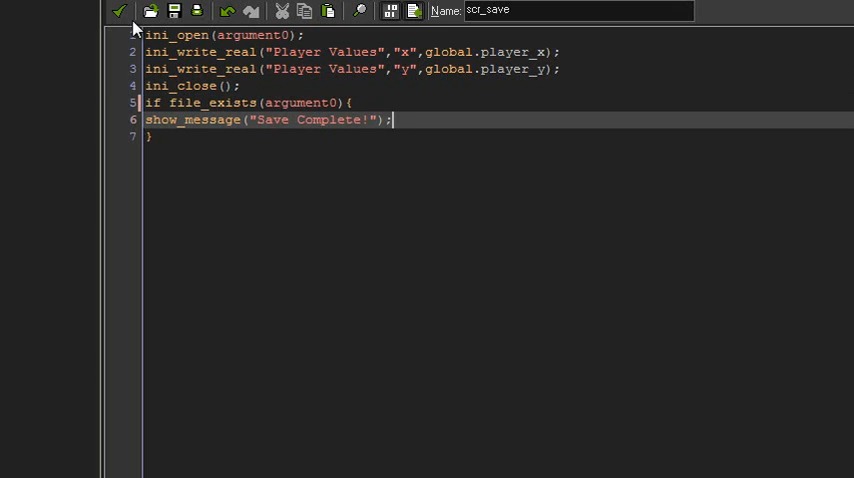 Name: scr_save
1 ini_open(argument0);
2 ini_write_real("Player Values","x",global.player_x);
3 ini_write_real("Player Values","y",global.player_y);
4 ini_close();
5 if file_exists(argument0){
6 show_message("Save Complete!");
7 }